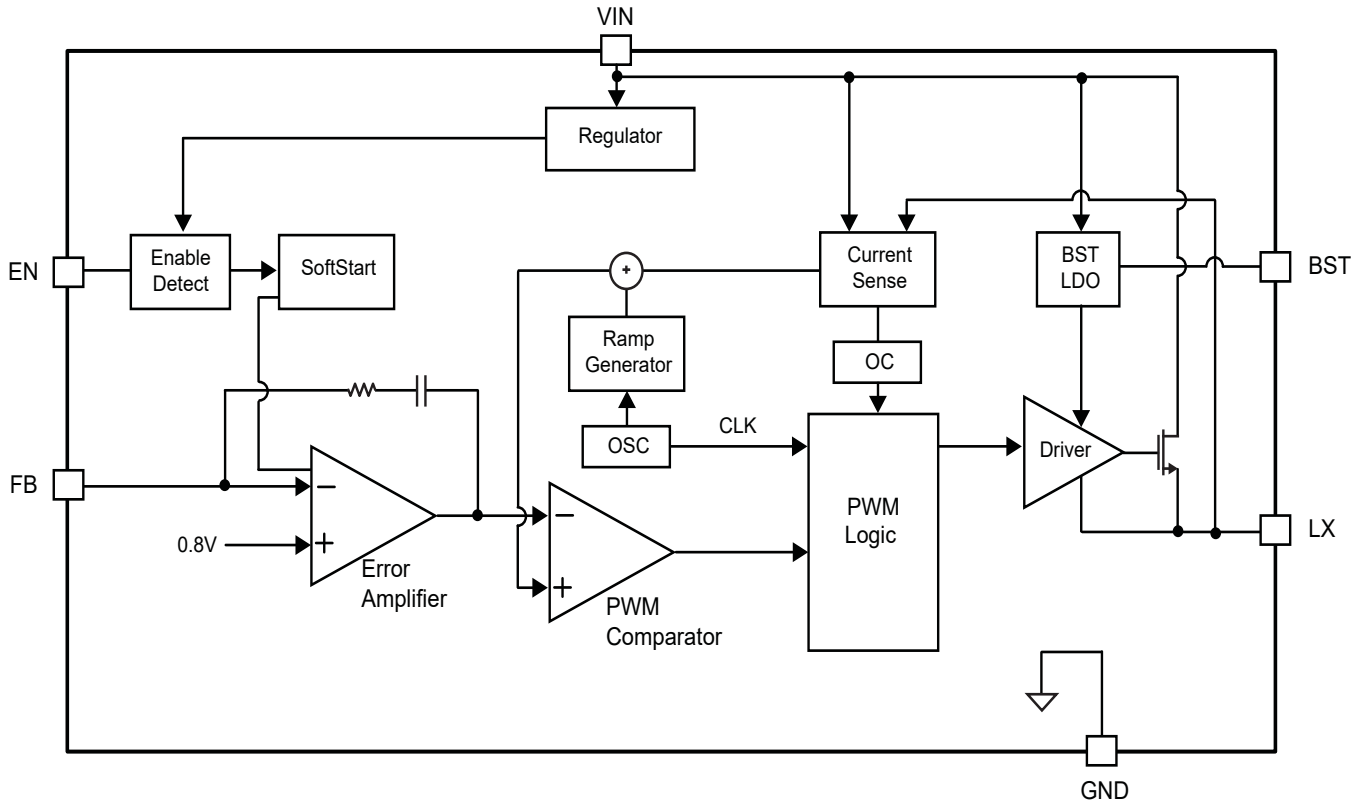 VIN
Regulator
EN
Enable
Detect
SoftStart
Current
Sense
BST
LDO
BST
+
Ramp
Generator
OC
OSC
CLK
Driver
FB
−
0.8V
+
Error
Amplifier
−
+
PWM
Comparator
PWM
Logic
LX
GND